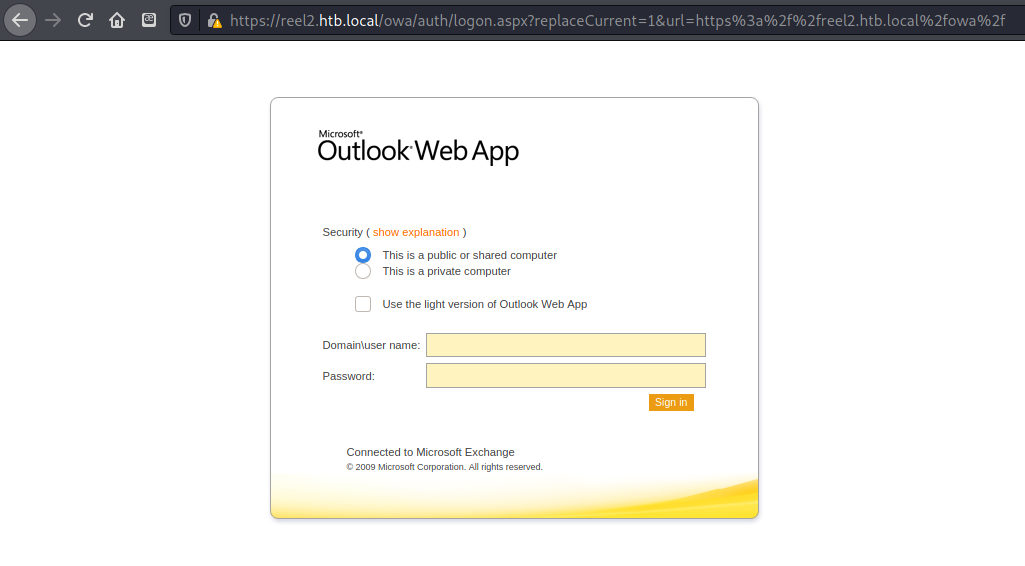 https://reel2.htb.local/owa/auth/logon.aspx?replaceCurrent=1&url=https%3a%2f%2freel2.htb.local%2fowa%2f
Microsoft®
Outlook® Web App
Security ( show explanation )
This is a public or shared computer
This is a private computer
Use the light version of Outlook Web App
Domain\user name:
Password:
Sign in
Connected to Microsoft Exchange
© 2009 Microsoft Corporation. All rights reserved.